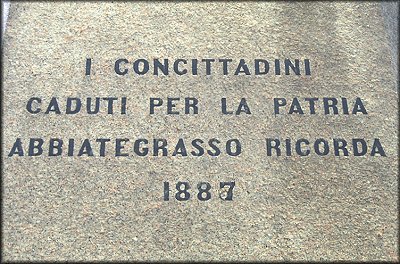 I CONCITTADINI
CADUTI PER LA PATRIA
ABBIATEGRASSO RICORDA
1887